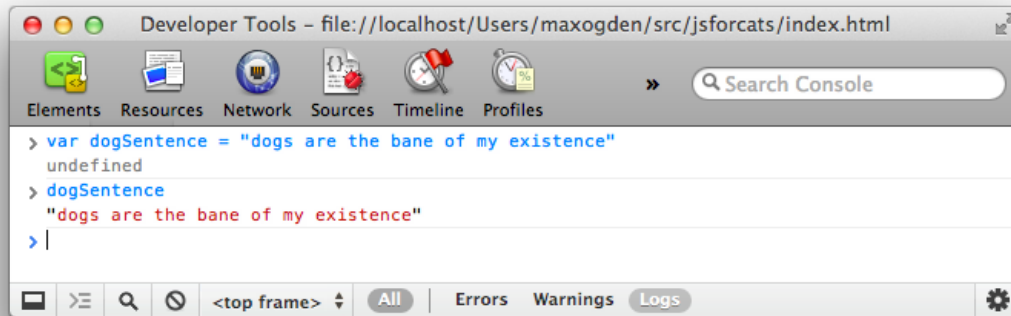 Developer Tools – file://localhost/Users/maxogden/src/jsforcats/index.html
Elements Resources Network Sources Timeline Profiles » Search Console
> var dogSentence = "dogs are the bane of my existence"
undefined
> dogSentence
"dogs are the bane of my existence"
>
<top frame> All Errors Warnings Logs